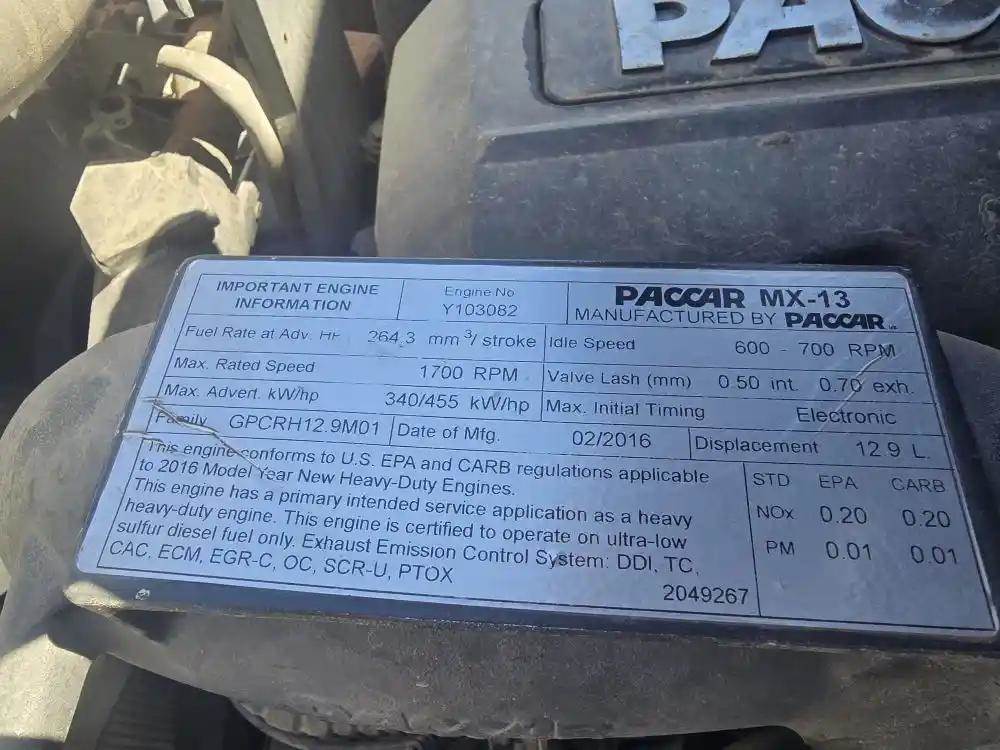 PACC
IMPORTANT ENGINE INFORMATION
Engine No
Y103082
PACCAR MX-13
MANUFACTURED BY PACCAR
Fuel Rate at Adv. HP 264.3 mm³/ stroke
Idle Speed 600 - 700 RPM
Max. Rated Speed 1700 RPM
Valve Lash (mm) 0.50 int. 0.70 exh.
Max. Advert. kW/hp 340/455 kW/hp
Max. Initial Timing Electronic
Family GPCRH12.9M01
Date of Mfg. 02/2016
Displacement 12.9 L.
This engine conforms to U.S. EPA and CARB regulations applicable
to 2016 Model Year New Heavy-Duty Engines.
This engine has a primary intended service application as a heavy
heavy-duty engine. This engine is certified to operate on ultra-low
sulfur diesel fuel only. Exhaust Emission Control System: DDI, TC,
CAC, ECM, EGR-C, OC, SCR-U, PTOX
2049267
STD EPA CARB
NOx 0.20 0.20
PM 0.01 0.01